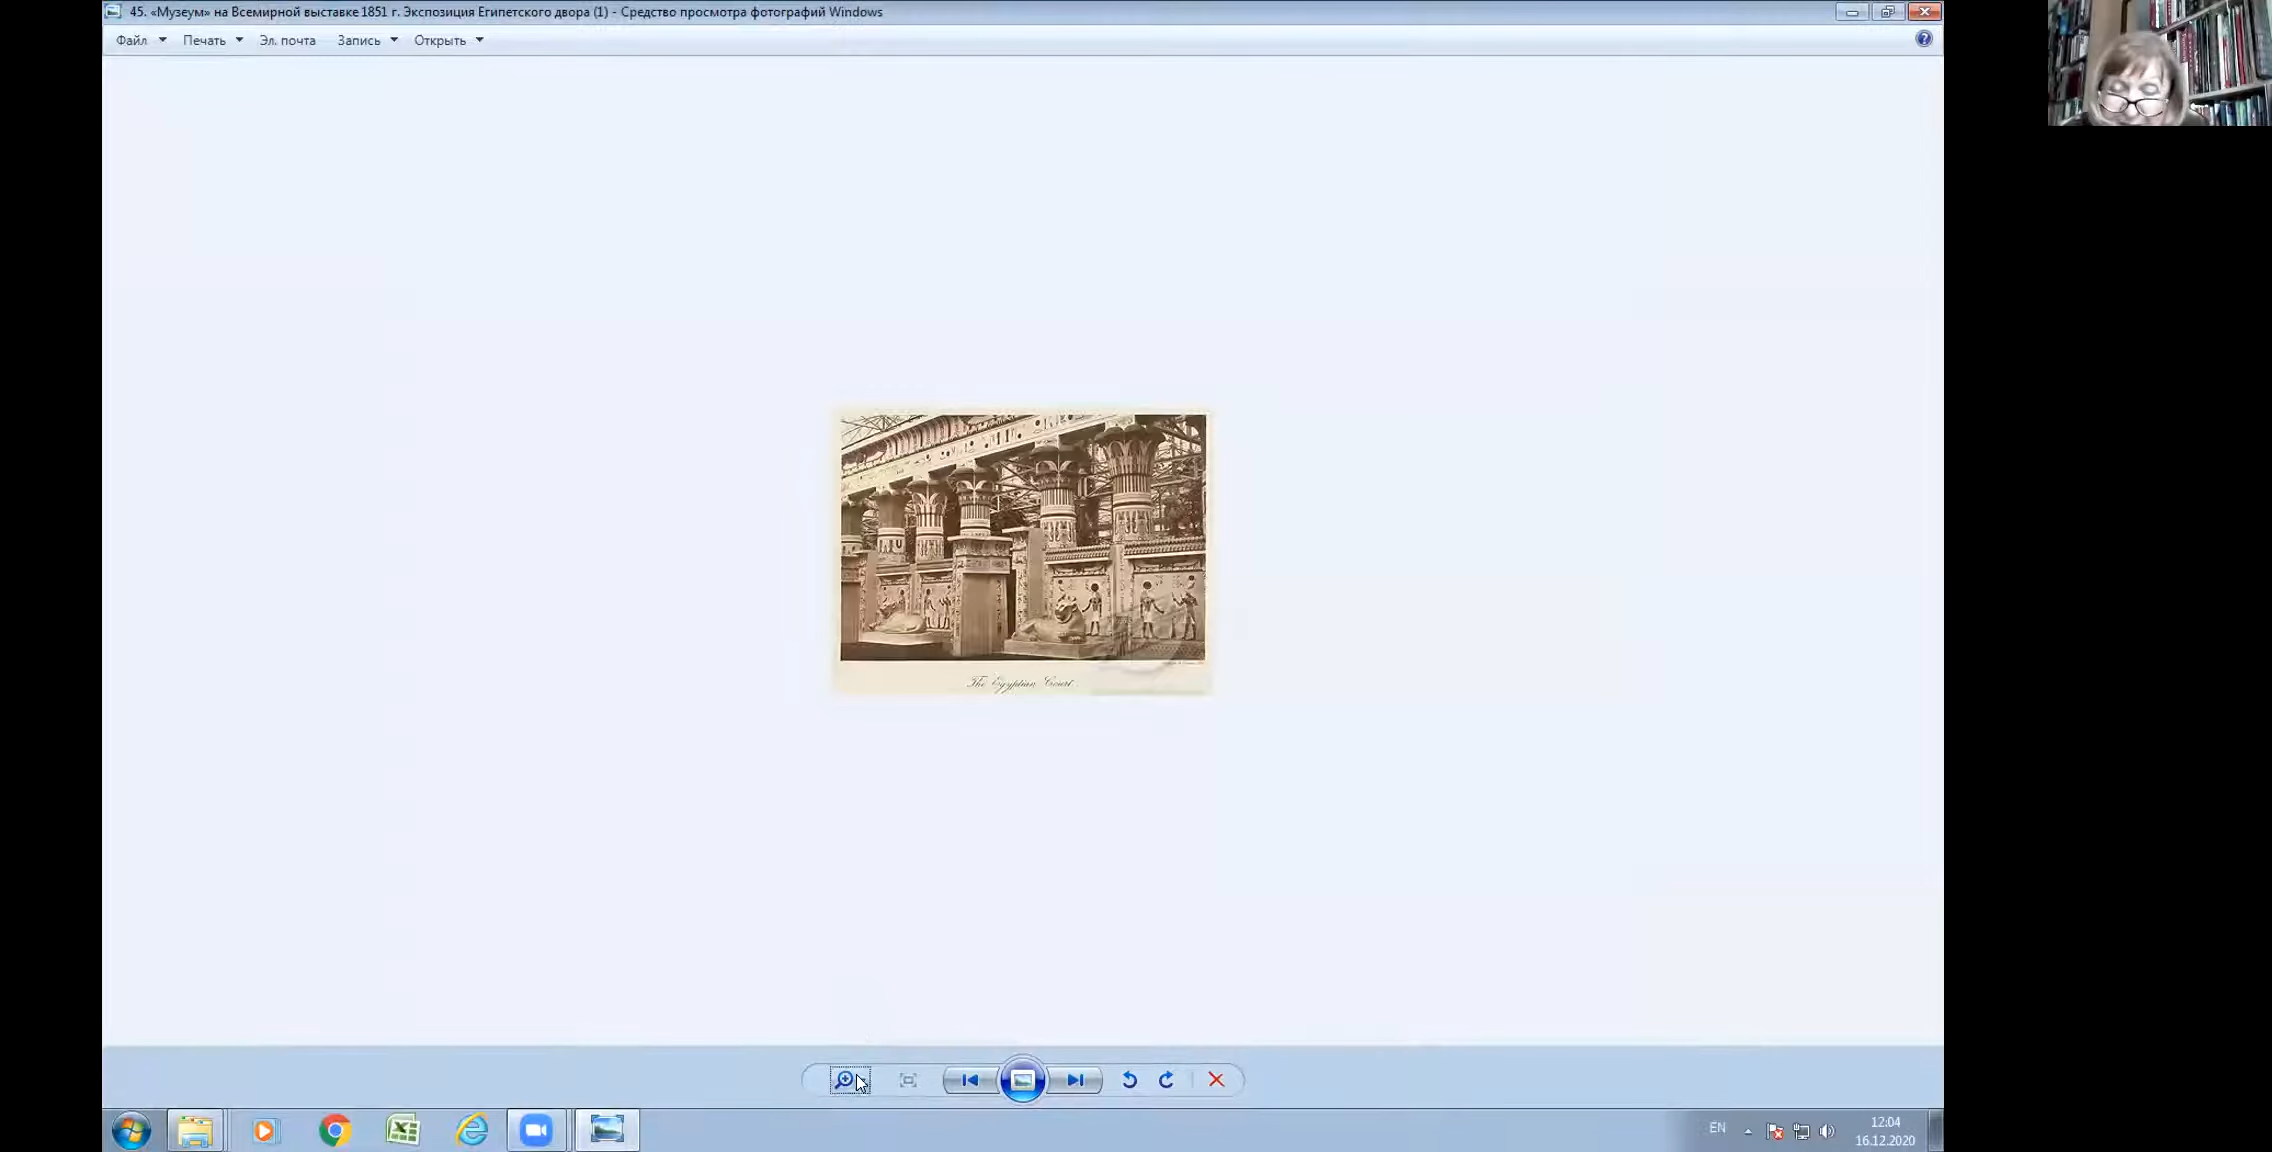 45. «Музеум» на Всемирной выставке 1851 г. Экспозиция Египетского двора (1) - Средство просмотра фотографий Windows
Файл Печать Эл. почта Запись Открыть
The Egyptian Court.
EN
12:04
16.12.2020